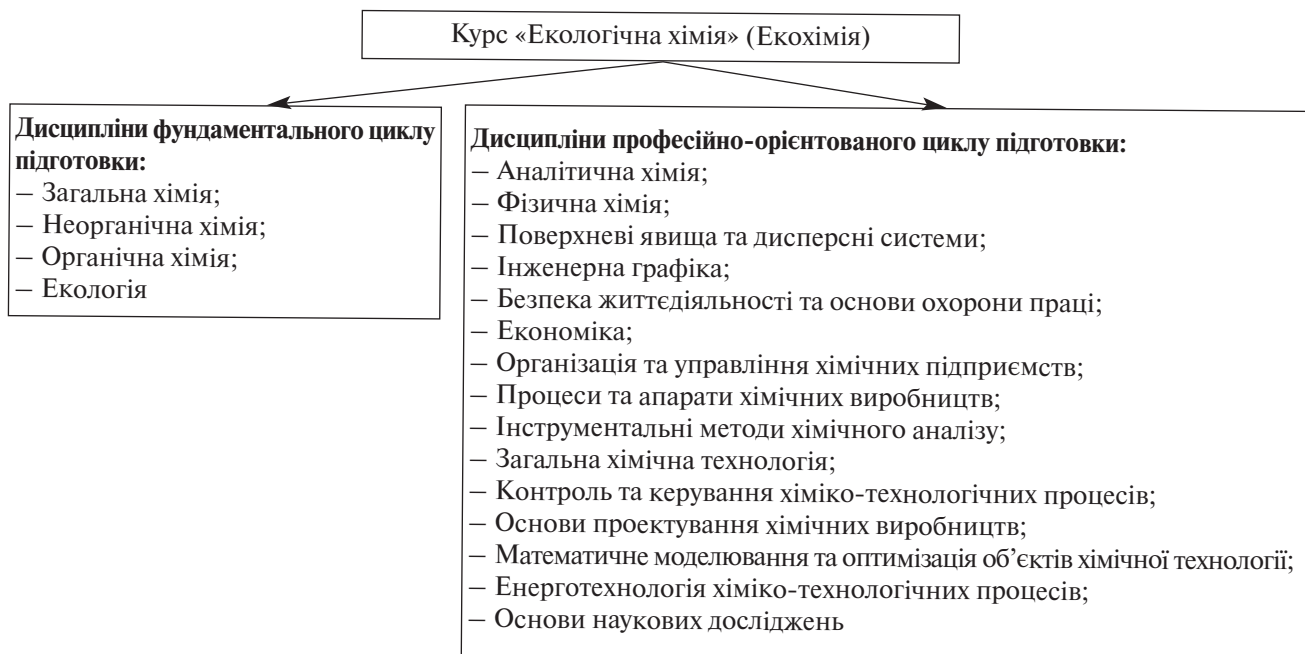 Курс «Екологічна хімія» (Екохімія)
Дисципліни фундаментального циклу
підготовки:
– Загальна хімія;
– Неорганічна хімія;
– Органічна хімія;
– Екологія
Дисципліни професійно-орієнтованого циклу підготовки:
– Аналітична хімія;
– Фізична хімія;
– Поверхневі явища та дисперсні системи;
– Інженерна графіка;
– Безпека життєдіяльності та основи охорони праці;
– Економіка;
– Організація та управління хімічних підприємств;
– Процеси та апарати хімічних виробництв;
– Інструментальні методи хімічного аналізу;
– Загальна хімічна технологія;
– Контроль та керування хіміко-технологічних процесів;
– Основи проектування хімічних виробництв;
– Математичне моделювання та оптимізація об’єктів хімічної технології;
– Енерготехнологія хіміко-технологічних процесів;
– Основи наукових досліджень